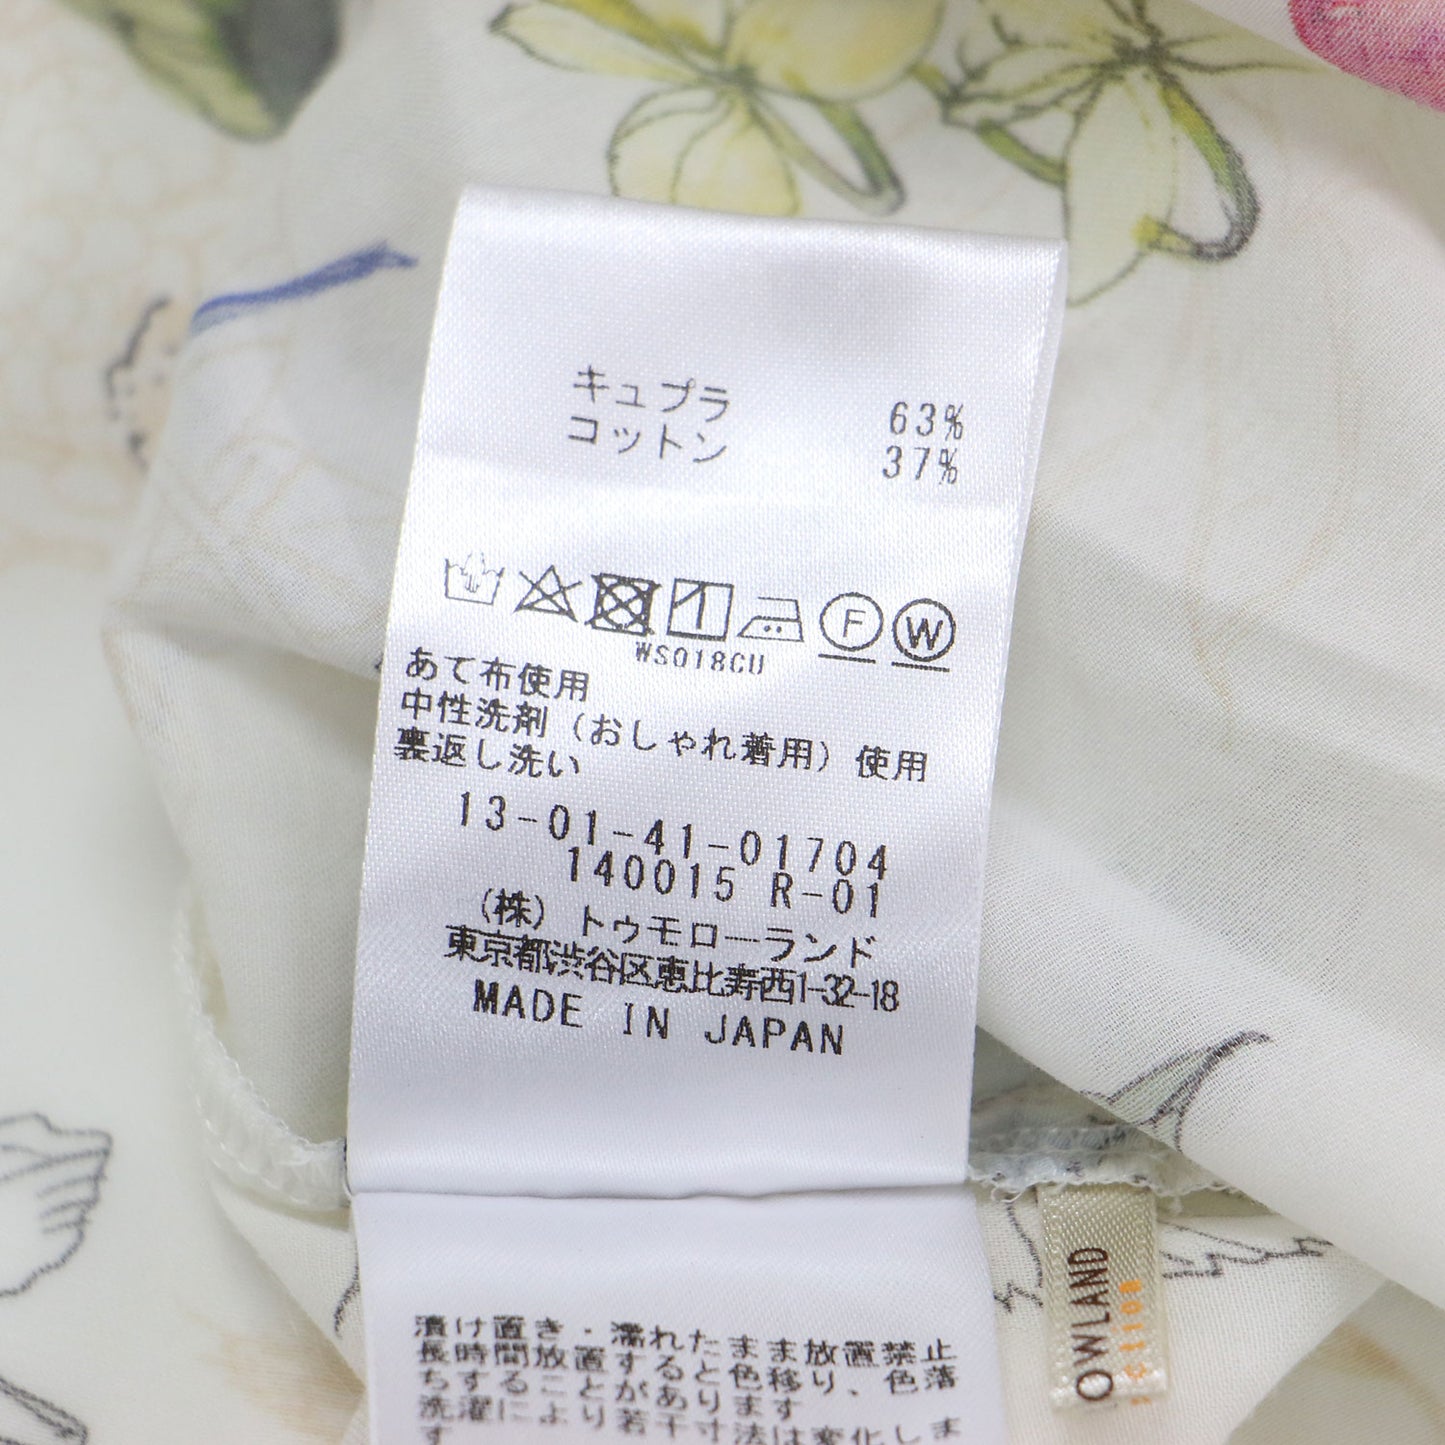 キュプラ 63%
コットン 37%
F W
WS018CU
あて布使用
中性洗剤（おしゃれ着用）使用
裏返し洗い
13-01-41-01704
140015 R-01
（株）トゥモローランド
東京都渋谷区恵比寿西1-32-18
MADE IN JAPAN
漬け置き・濡れたまま放置禁止
長時間放置すると色移り、色落
ちすることがあります
洗濯により若干寸法は変化しま
す
OWLAND